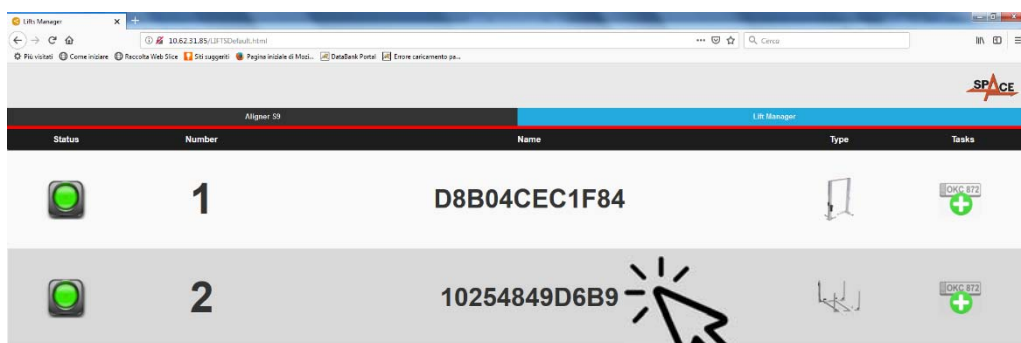 Lifts Manager
10.62.31.85/LIFTSDefault.html
Cerca
Più visitati Come iniziare Raccolta Web Slice Siti suggeriti Pagina iniziale di Mozi... DataBank Portal Errore caricamento pa...
SPACE
Aligner S9 Lift Manager
Status Number Name Type Tasks
1 D8B04CEC1F84 OKC 872
2 10254849D6B9 OKC 872